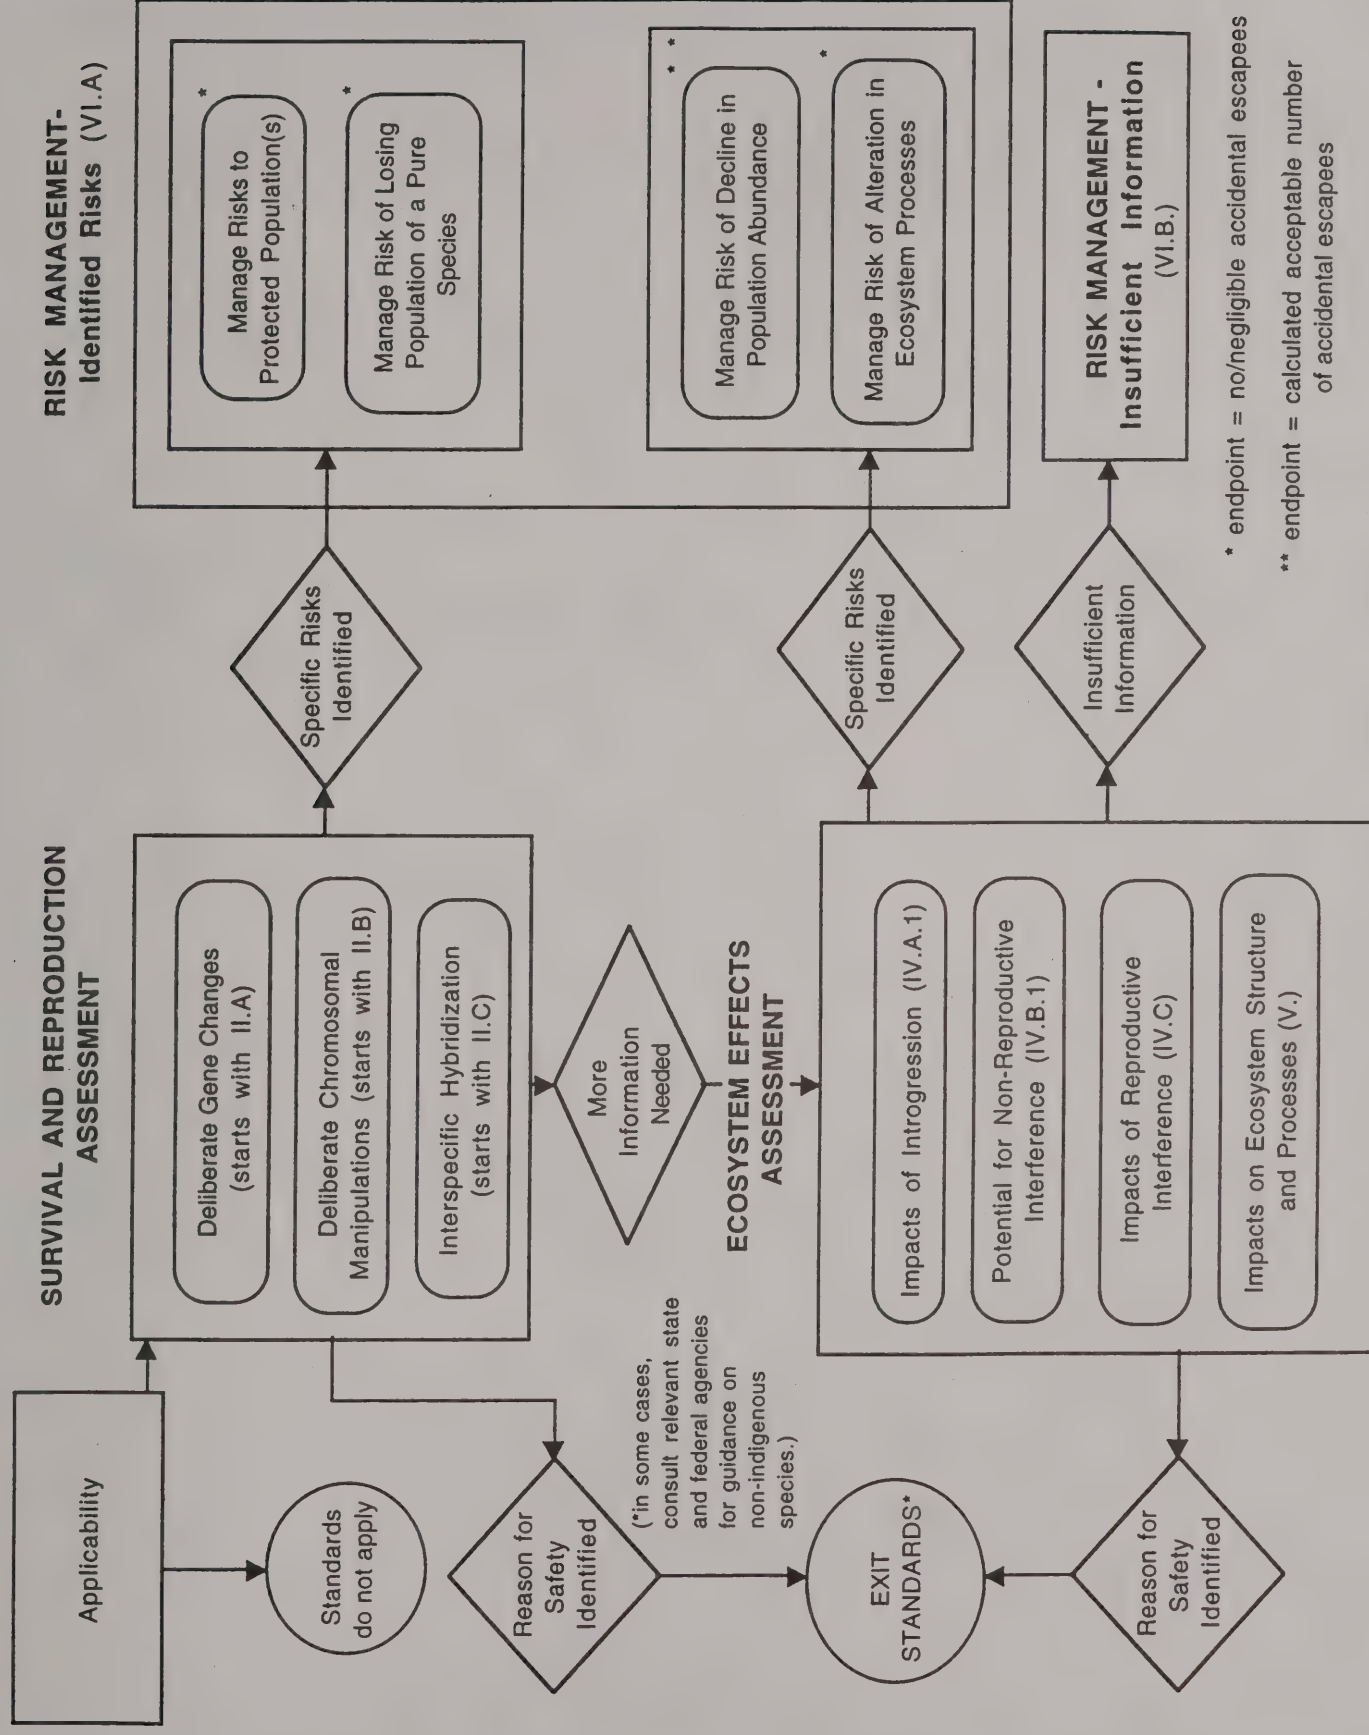 Applicability
Standards
do not apply
SURVIVAL AND REPRODUCTION
ASSESSMENT
Deliberate Gene Changes
(starts with II.A)
Deliberate Chromosomal
Manipulations (starts with II.B)
Interspecific Hybridization
(starts with II.C)
Specific Risks
Identified
RISK MANAGEMENT-
Identified Risks (VI.A)
Manage Risks to
Protected Population(s)
*
Manage Risk of Losing
Population of a Pure
Species
*
Reason for
Safety
Identified
More
Information
Needed
(*in some cases,
consult relevant state
and federal agencies
for guidance on
non-indigenous
species.)
EXIT
STANDARDS*
ECOSYSTEM EFFECTS
ASSESSMENT
Impacts of Introgression (IV.A.1)
Potential for Non-Reproductive
Interference (IV.B.1)
Impacts of Reproductive
Interference (IV.C)
Impacts on Ecosystem Structure
and Processes (V.)
Reason for
Safety
Identified
Specific Risks
Identified
Manage Risk of Decline in
Population Abundance
* *
Manage Risk of Alteration in
Ecosystem Processes
*
Insufficient
Information
RISK MANAGEMENT -
Insufficient Information
(VI.B.)
* endpoint = no/negligible accidental escapees
** endpoint = calculated acceptable number
of accidental escapees